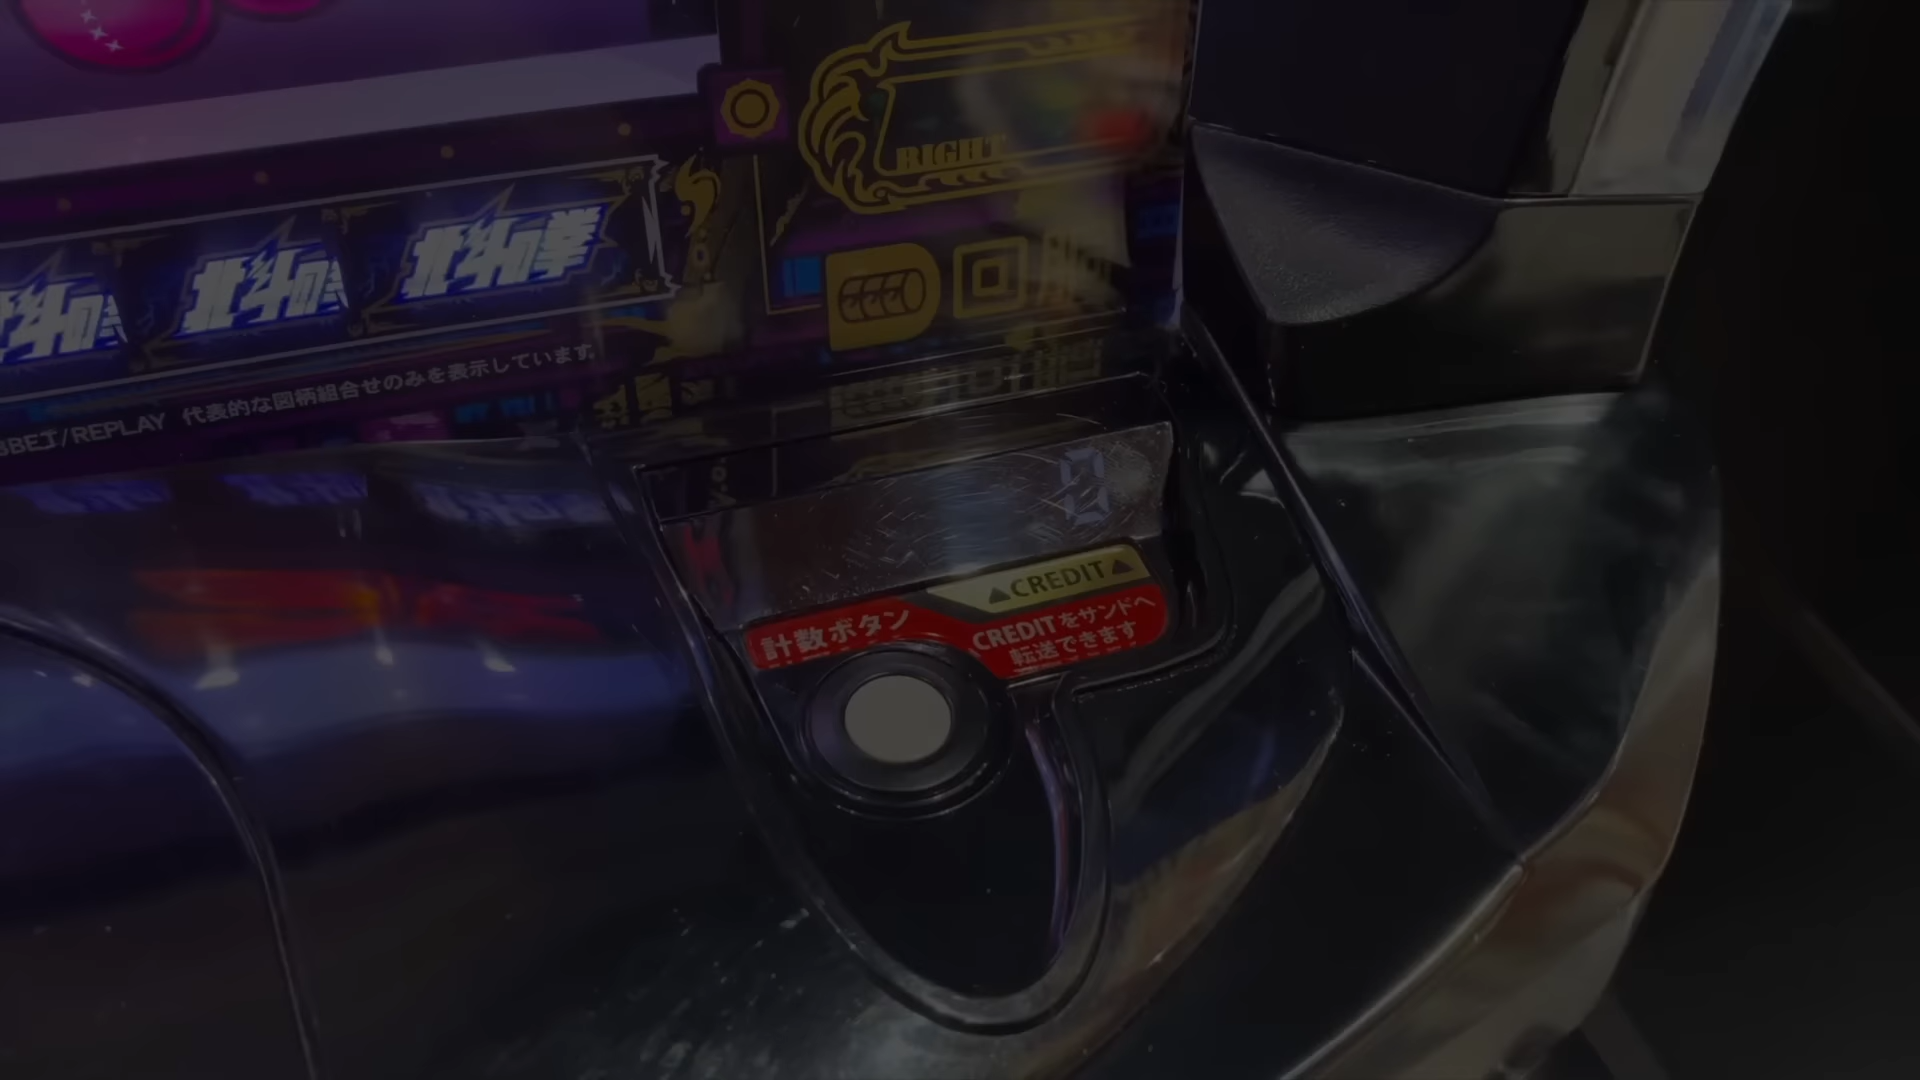 RIGHT
北斗の拳
北斗の拳
3BET/REPLAY 代表的な図柄組合せのみを表示しています。
0
▲CREDIT▲
計数ボタン
CREDITをサンドへ
転送できます